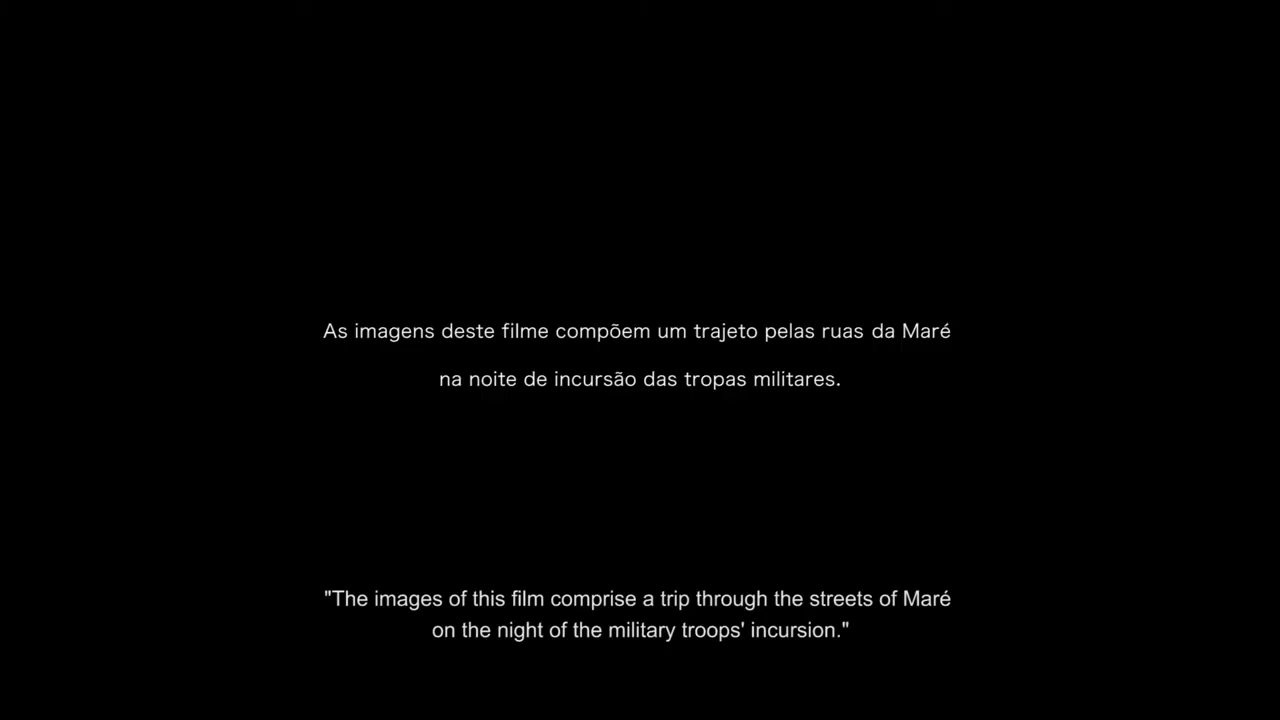 As imagens deste filme compõem um trajeto pelas ruas da Maré
na noite de incursão das tropas militares.
"The images of this film comprise a trip through the streets of Maré
on the night of the military troops' incursion."